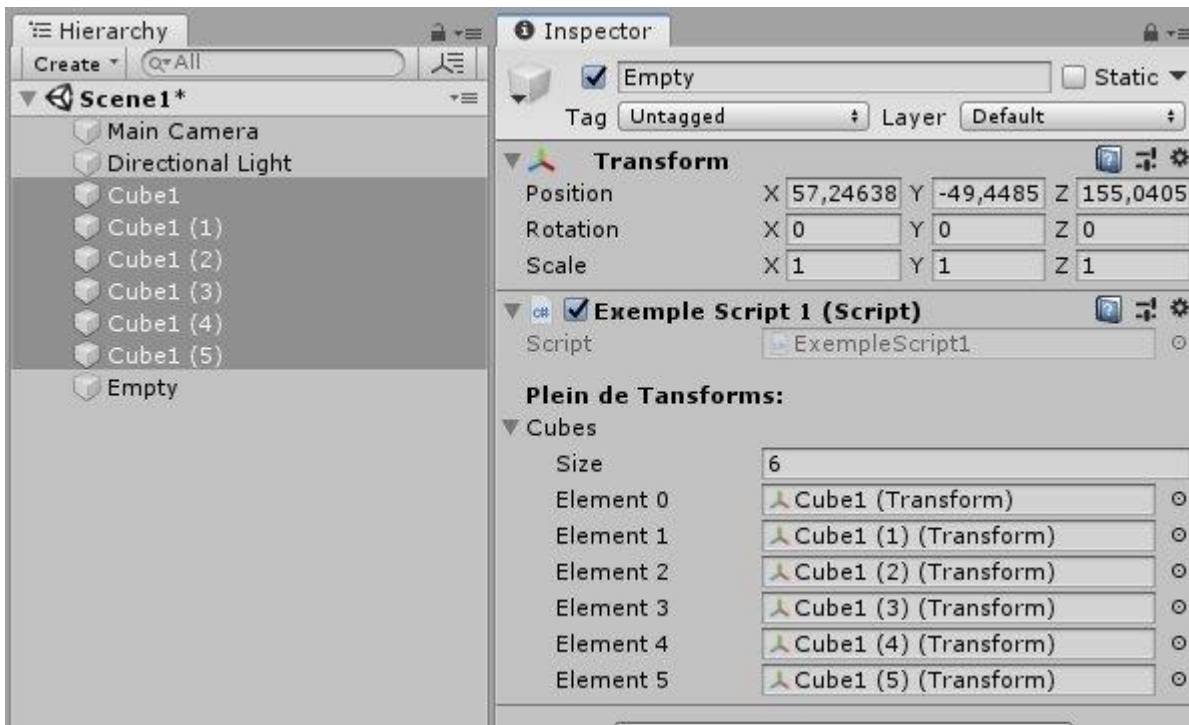 Hierarchy
Create All
Scene1*
Main Camera
Directional Light
Cube1
Cube1 (1)
Cube1 (2)
Cube1 (3)
Cube1 (4)
Cube1 (5)
Empty
Inspector
Empty Static
Tag Untagged Layer Default
Transform
Position X 57,24638 Y -49,4485 Z 155,0405
Rotation X 0 Y 0 Z 0
Scale X 1 Y 1 Z 1
c# Exemple Script 1 (Script)
Script ExempleScript1
Plein de Tansforms:
Cubes
Size 6
Element 0 Cube1 (Transform)
Element 1 Cube1 (1) (Transform)
Element 2 Cube1 (2) (Transform)
Element 3 Cube1 (3) (Transform)
Element 4 Cube1 (4) (Transform)
Element 5 Cube1 (5) (Transform)